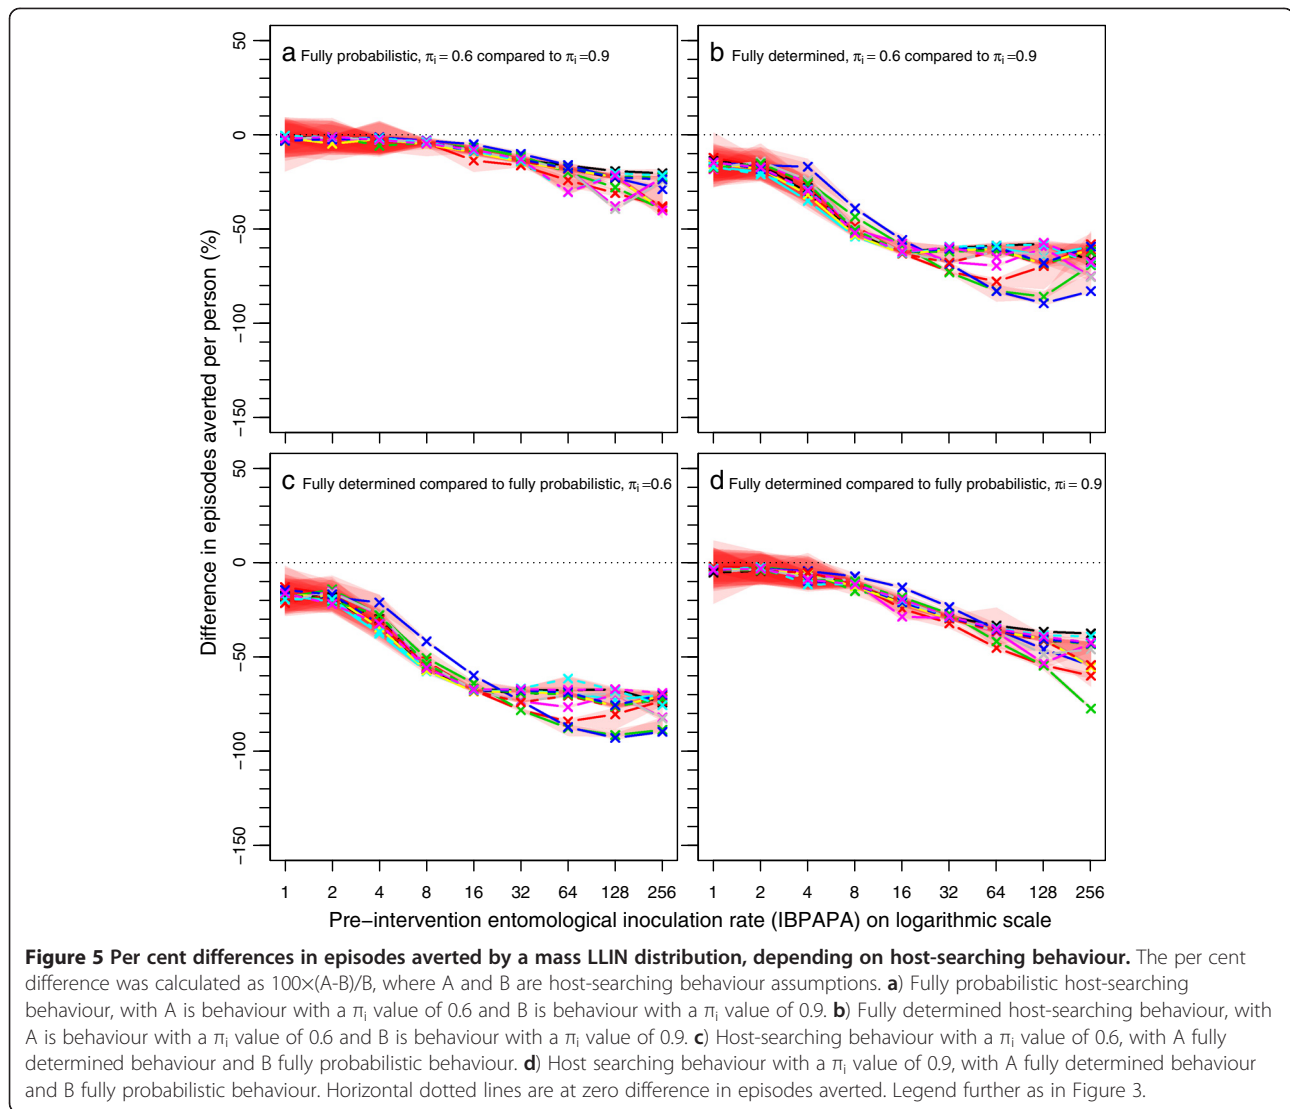 a Fully probabilistic, πi = 0.6 compared to πi =0.9
b Fully determined, πi = 0.6 compared to πi =0.9
50
0
−50
−100
−150
c Fully determined compared to fully probabilistic, πi =0.6
d Fully determined compared to fully probabilistic, πi = 0.9
50
0
−50
−100
−150
Difference in episodes averted per person (%)
1 2 4 8 16 32 64 128 256
1 2 4 8 16 32 64 128 256
Pre−intervention entomological inoculation rate (IBPAPA) on logarithmic scale
Figure 5 Per cent differences in episodes averted by a mass LLIN distribution, depending on host-searching behaviour. The per cent
difference was calculated as 100×(A-B)/B, where A and B are host-searching behaviour assumptions. a) Fully probabilistic host-searching
behaviour, with A is behaviour with a πi value of 0.6 and B is behaviour with a πi value of 0.9. b) Fully determined host-searching behaviour, with
A is behaviour with a πi value of 0.6 and B is behaviour with a πi value of 0.9. c) Host-searching behaviour with a πi value of 0.6, with A fully
determined behaviour and B fully probabilistic behaviour. d) Host searching behaviour with a πi value of 0.9, with A fully determined behaviour
and B fully probabilistic behaviour. Horizontal dotted lines are at zero difference in episodes averted. Legend further as in Figure 3.